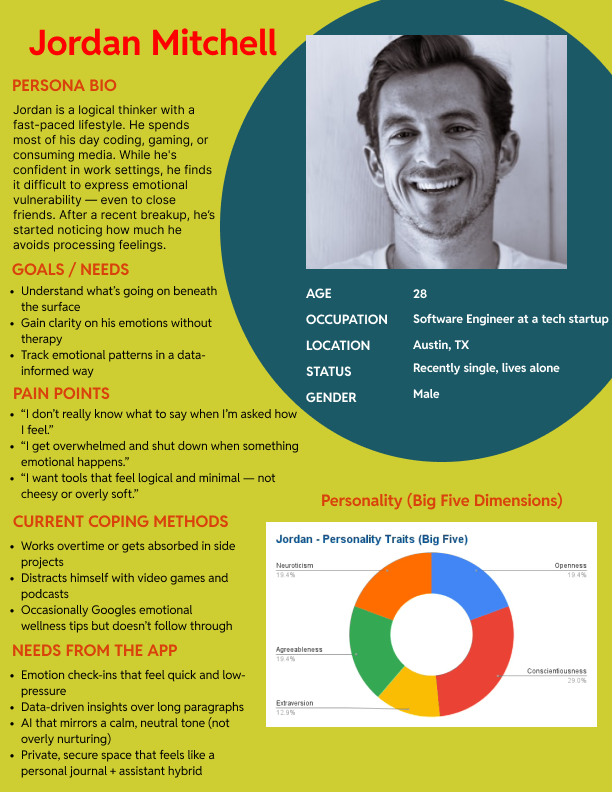 Jordan Mitchell
PERSONA BIO
Jordan is a logical thinker with a
fast-paced lifestyle. He spends
most of his day coding, gaming, or
consuming media. While he's
confident in work settings, he finds
it difficult to express emotional
vulnerability — even to close
friends. After a recent breakup, he's
started noticing how much he
avoids processing feelings.
GOALS / NEEDS
• Understand what's going on beneath
the surface
• Gain clarity on his emotions without
therapy
• Track emotional patterns in a data-
informed way
PAIN POINTS
• “I don’t really know what to say when I’m asked how
I feel.”
• “I get overwhelmed and shut down when something
emotional happens.”
• “I want tools that feel logical and minimal — not
cheesy or overly soft.”
CURRENT COPING METHODS
• Works overtime or gets absorbed in side
projects
• Distracts himself with video games and
podcasts
• Occasionally Googles emotional
wellness tips but doesn’t follow through
NEEDS FROM THE APP
• Emotion check-ins that feel quick and low-
pressure
• Data-driven insights over long paragraphs
• AI that mirrors a calm, neutral tone (not
overly nurturing)
• Private, secure space that feels like a
personal journal + assistant hybrid
AGE 28
OCCUPATION Software Engineer at a tech startup
LOCATION Austin, TX
STATUS Recently single, lives alone
GENDER Male
Personality (Big Five Dimensions)
Jordan - Personality Traits (Big Five)
Neuroticism
19.4%
Openness
19.4%
Agreeableness
19.4%
Conscientiousness
29.0%
Extraversion
12.9%